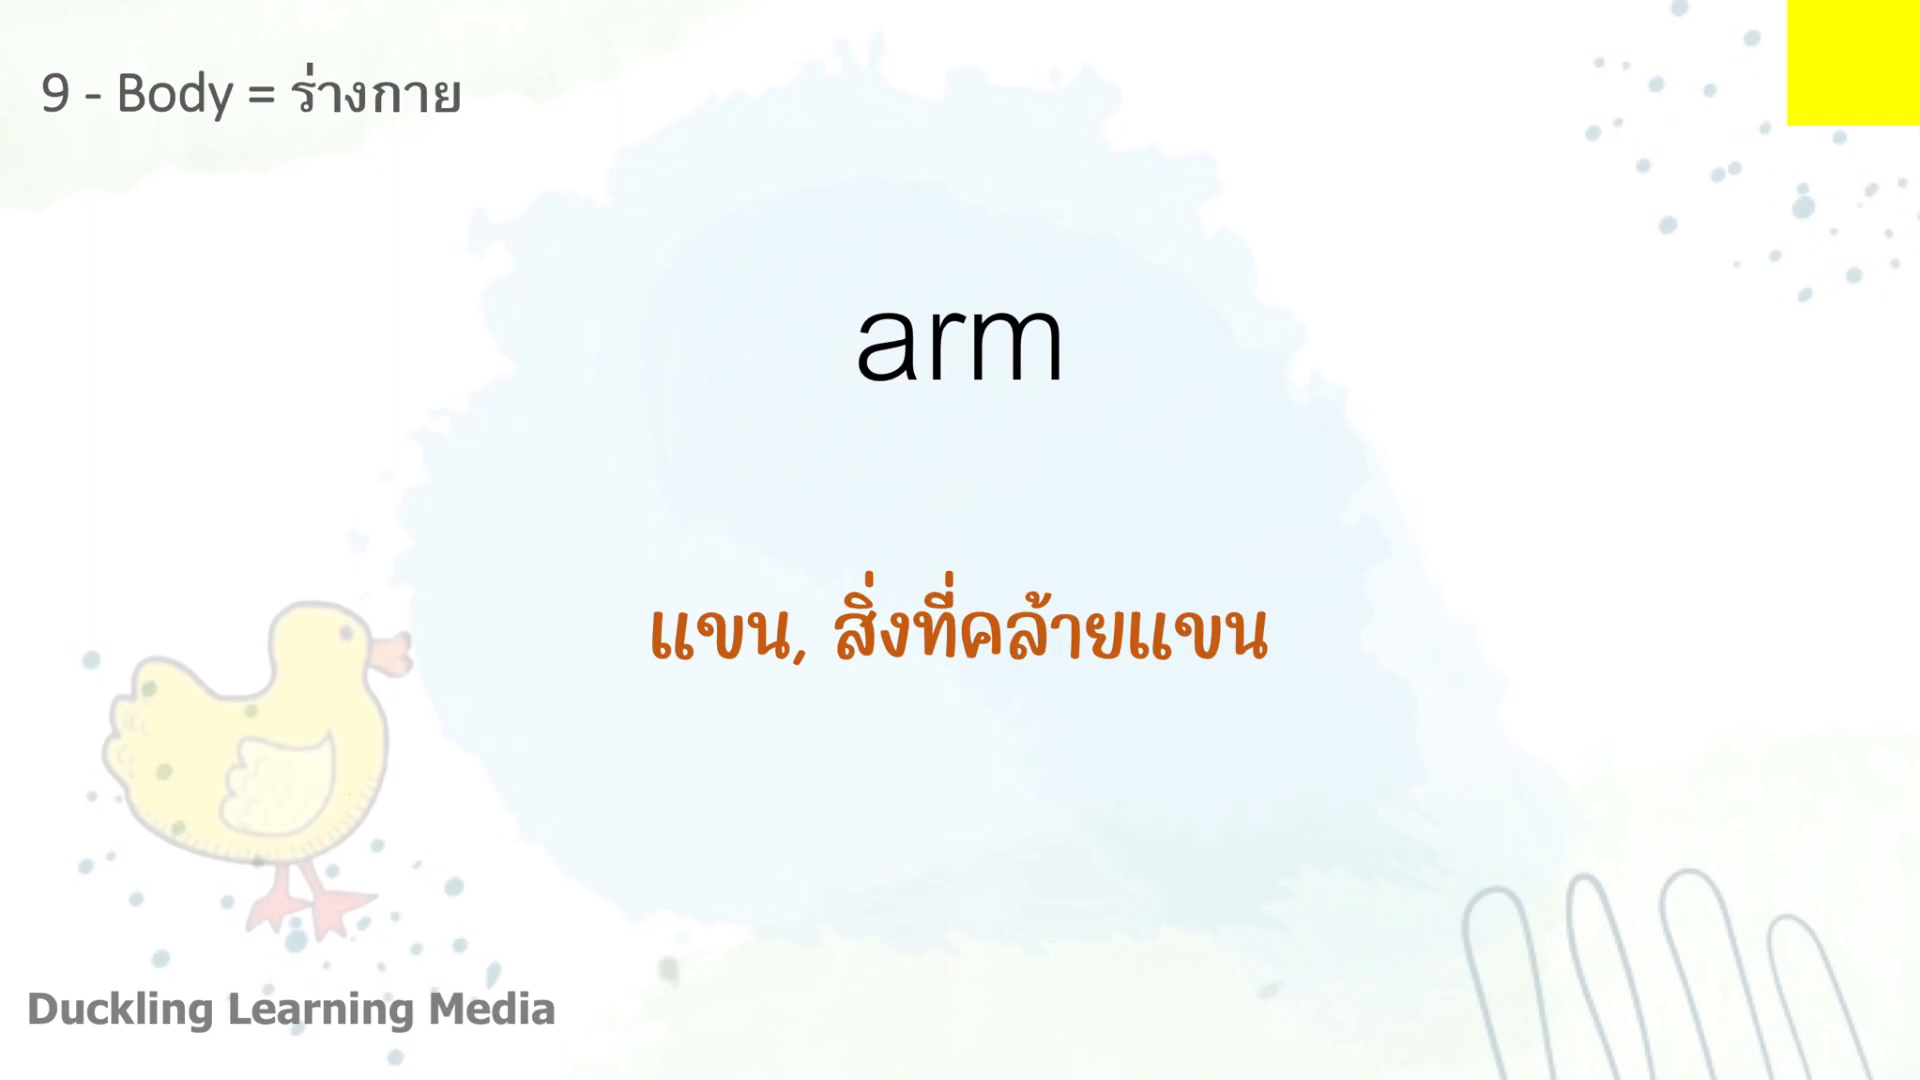 9 - Body = ร่างกาย
arm
แขน, สิ่งที่คล้ายแขน
Duckling Learning Media